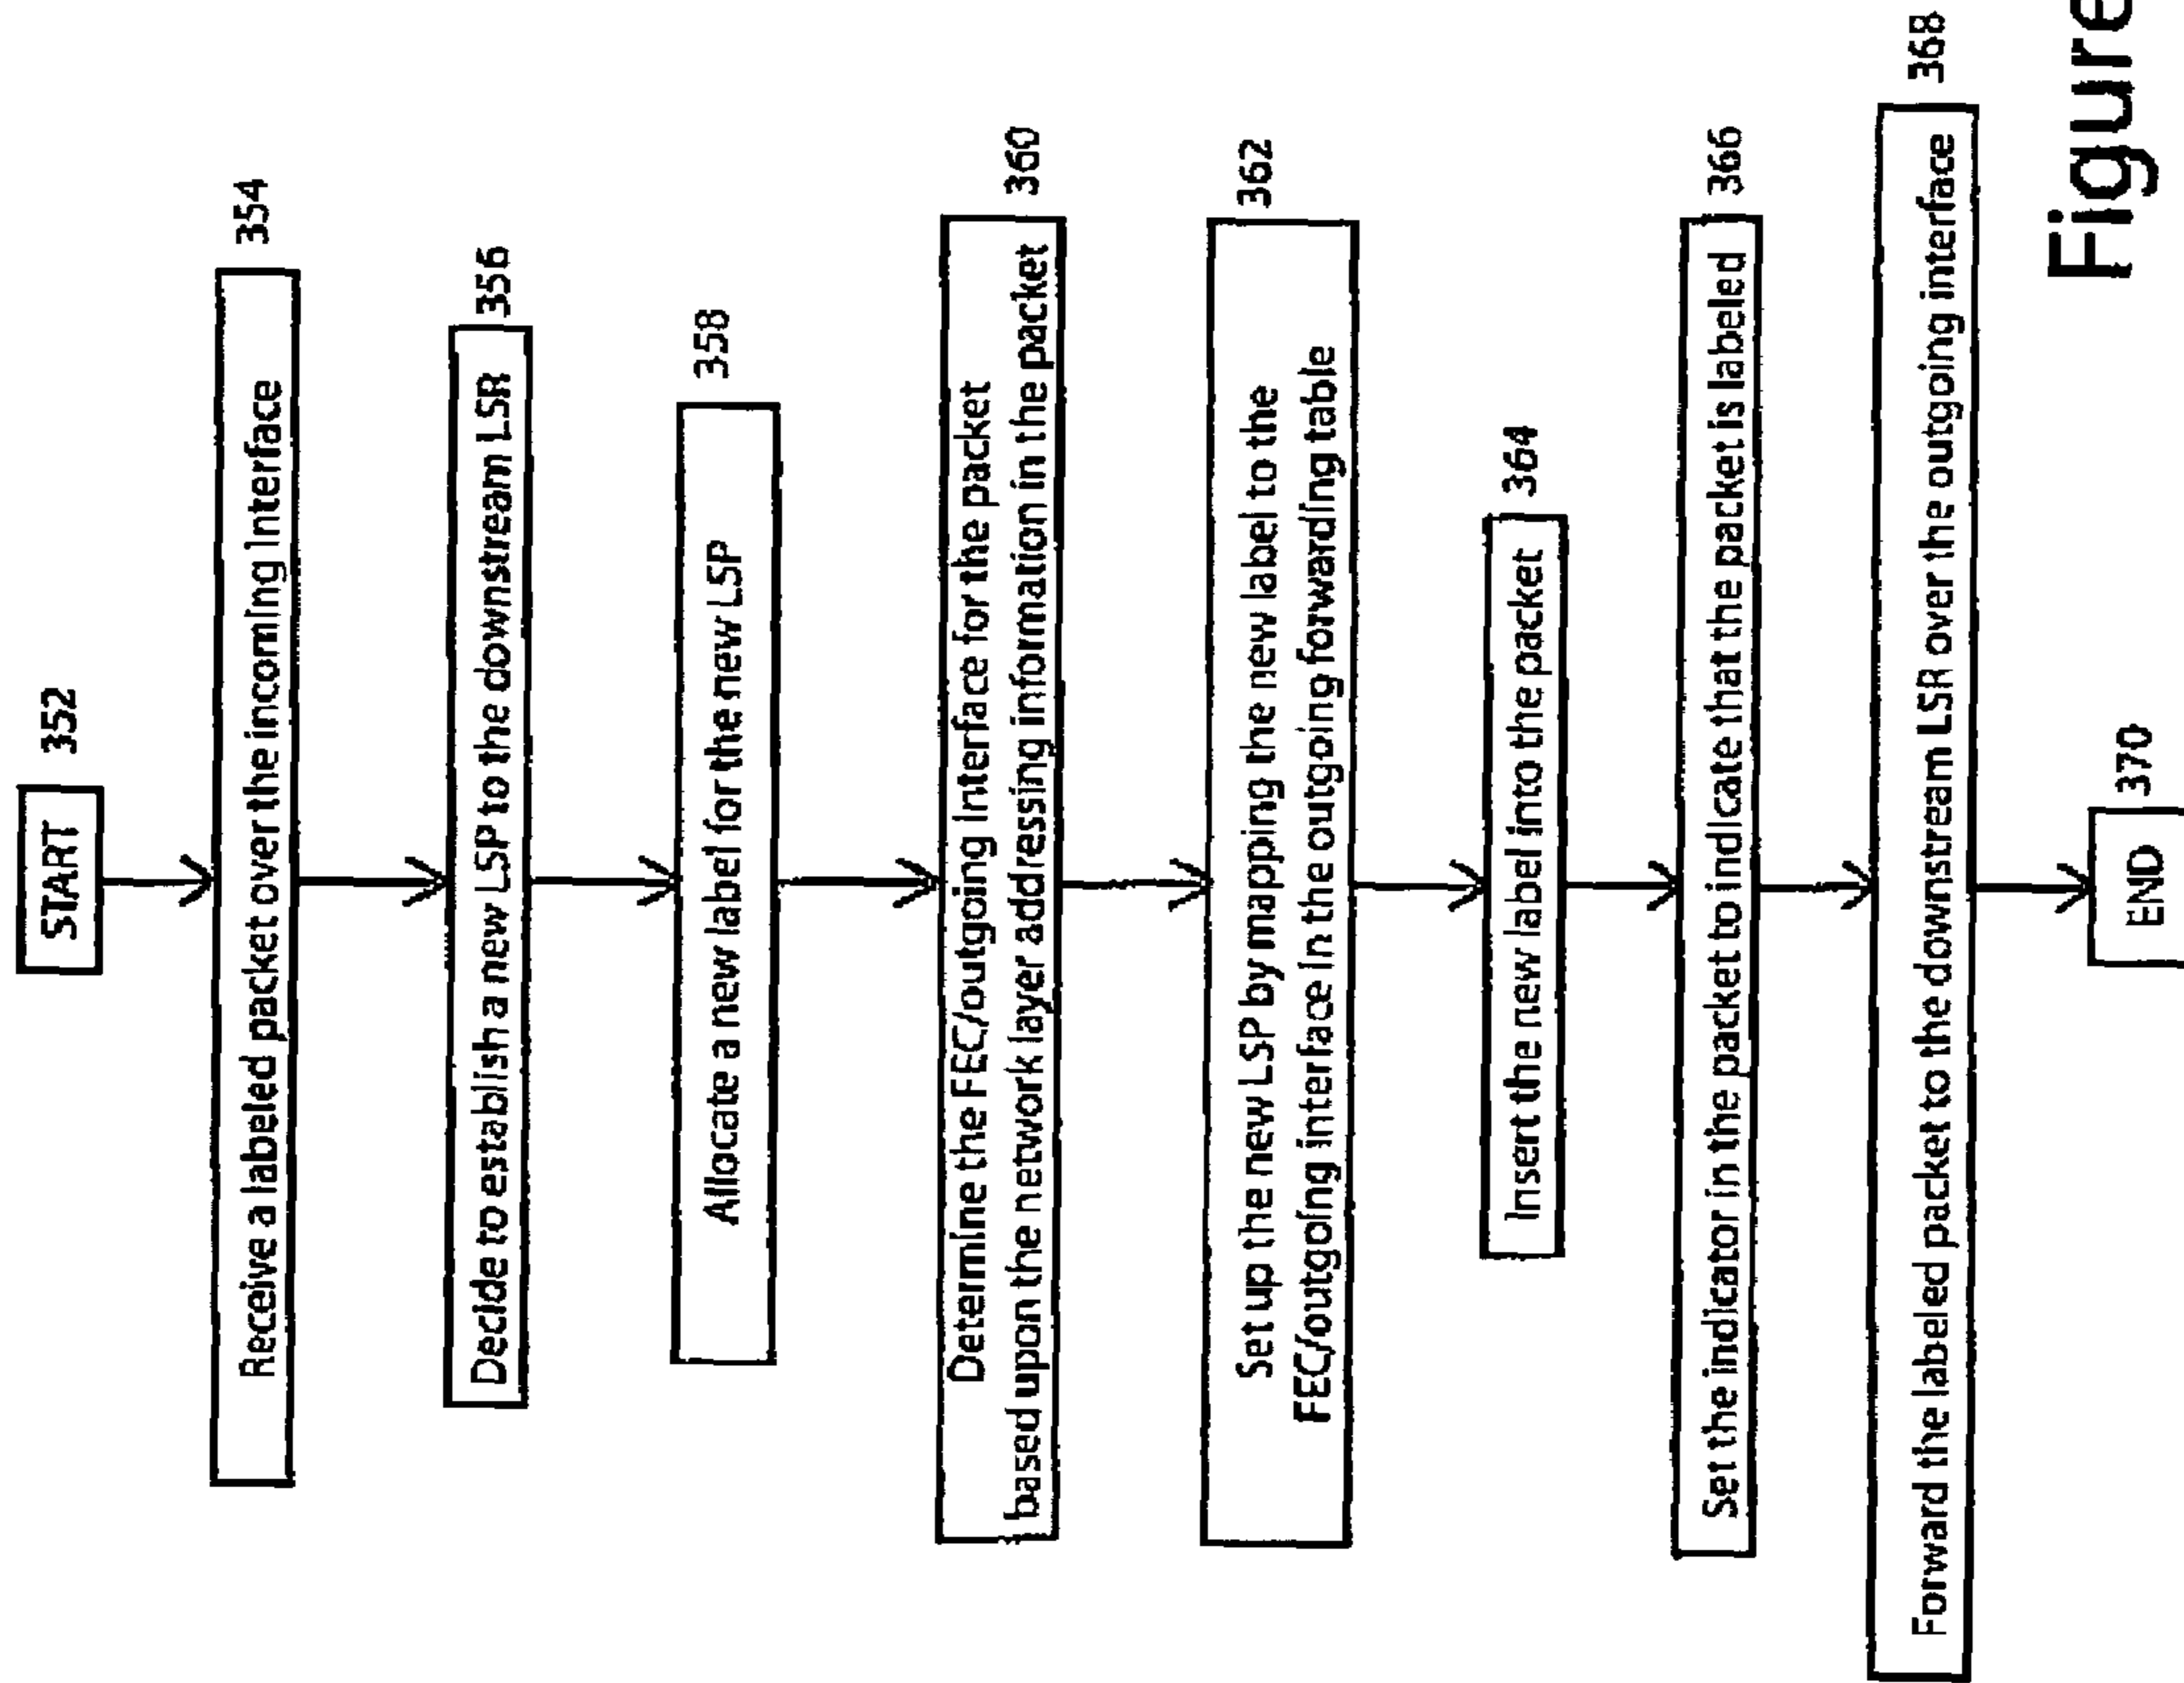 START 352
Receive a labeled packet over the incoming interface 354
Decide to establish a new LSP to the downstream LSR 356
Allocate a new label for the new LSP 358
Determine the FEC/outgoing interface for the packet
based upon the network layer addressing information in the packet 360
Set up the new LSP by mapping the new label to the 362
FEC/outgoing interface in the outgoing forwarding table
Insert the new label into the packet 364
Set the indicator in the packet to indicate that the packet is labeled 366
Forward the labeled packet to the downstream LSR over the outgoing interface 368
END 370
Figure